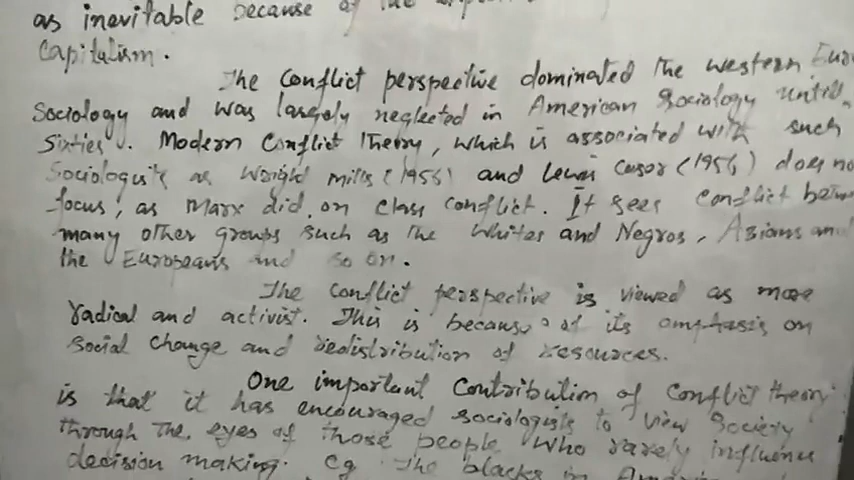 as inevitable because of the
Capitalism.
The Conflict perspective dominated the western Euro
Sociology and was largely neglected in American Sociology untill
Sixties. Modern Conflict Theory, which is associated with such
Sociologists as Wright Mills (1956) and Lewis Coser (1956) does no
focus, as Marx did, on class conflict. It sees conflict betwe
many other groups such as the Whites and Negros, Asians and
the Europeans and so on.
The conflict perspective is viewed as more
radical and activist. This is because of its emphasis on
Social Change and redistribution of resources.
One important Contribution of Conflict theory
is that it has encouraged sociologists to view Society
through the eyes of those people who rarely influence
decision making. eg the blacks in